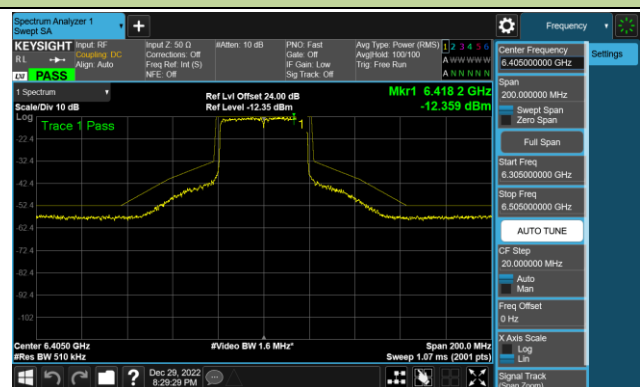 Spectrum Analyzer 1
Swept SA
+
Frequency
KEYSIGHT
RL
PASS
Input: RF
Coupling: DC
Align: Auto
Input Z: 50 Ω
Corrections: Off
Freq Ref: Int (S)
NFE: Off
#Atten: 10 dB
PNO: Fast
Gate: Off
IF Gain: Low
Sig Track: Off
Avg Type: Power (RMS)
Avg|Hold: 100/100
Trig: Free Run
1 2 3 4 5 6
A W W W W W
A N N N N N
1 Spectrum
Scale/Div 10 dB
Ref Lvl Offset 24.00 dB
Ref Level -12.35 dBm
Mkr1 6.418 2 GHz
-12.359 dBm
Log
Trace 1 Pass
1
-22.4
-32.4
-42.4
-52.4
-62.4
-72.4
-82.4
-92.4
-102
Center 6.4050 GHz
#Res BW 510 kHz
#Video BW 1.6 MHz*
Span 200.0 MHz
Sweep 1.07 ms (2001 pts)
Dec 29, 2022
8:29:29 PM
Center Frequency
6.405000000 GHz
Settings
Span
200.000000 MHz
Swept Span
Zero Span
Full Span
Start Freq
6.305000000 GHz
Stop Freq
6.505000000 GHz
AUTO TUNE
CF Step
20.000000 MHz
Auto
Man
Freq Offset
0 Hz
X Axis Scale
Log
Lin
Signal Track
(Span Zoom)